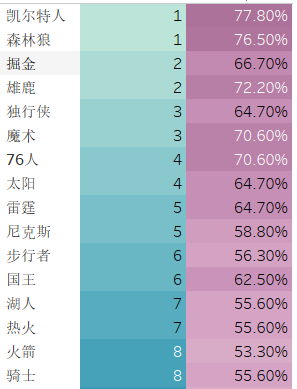 凯尔特人 1 77.80%
森林狼 1 76.50%
掘金 2 66.70%
雄鹿 2 72.20%
独行侠 3 64.70%
魔术 3 70.60%
76人 4 70.60%
太阳 4 64.70%
雷霆 5 64.70%
尼克斯 5 58.80%
步行者 6 56.30%
国王 6 62.50%
湖人 7 55.60%
热火 7 55.60%
火箭 8 53.30%
骑士 8 55.60%